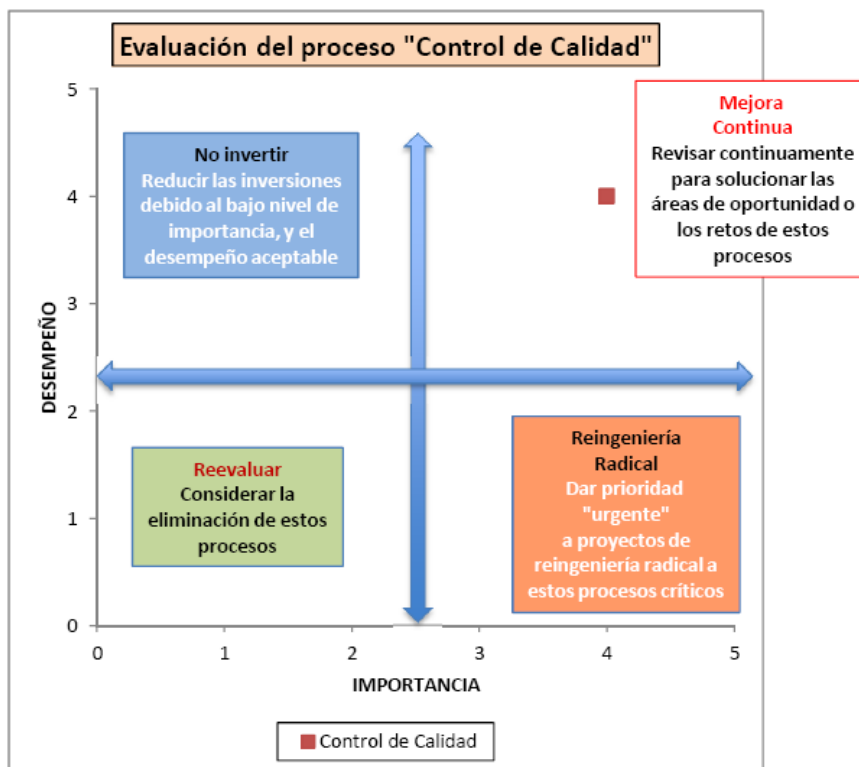 Evaluación del proceso "Control de Calidad"
5
Mejora
Continua
Revisar continuamente
para solucionar las
áreas de oportunidad o
los retos de estos
procesos
No invertir
Reducir las inversiones
debido al bajo nivel de
importancia, y el
desempeño aceptable
4
3
DESEMPEÑO
2
Reevaluar
Considerar la
eliminación de estos
procesos
Reingeniería
Radical
Dar prioridad
"urgente"
a proyectos de
reingeniería radical a
estos procesos críticos
1
0
0 1 2 3 4 5
IMPORTANCIA
Control de Calidad